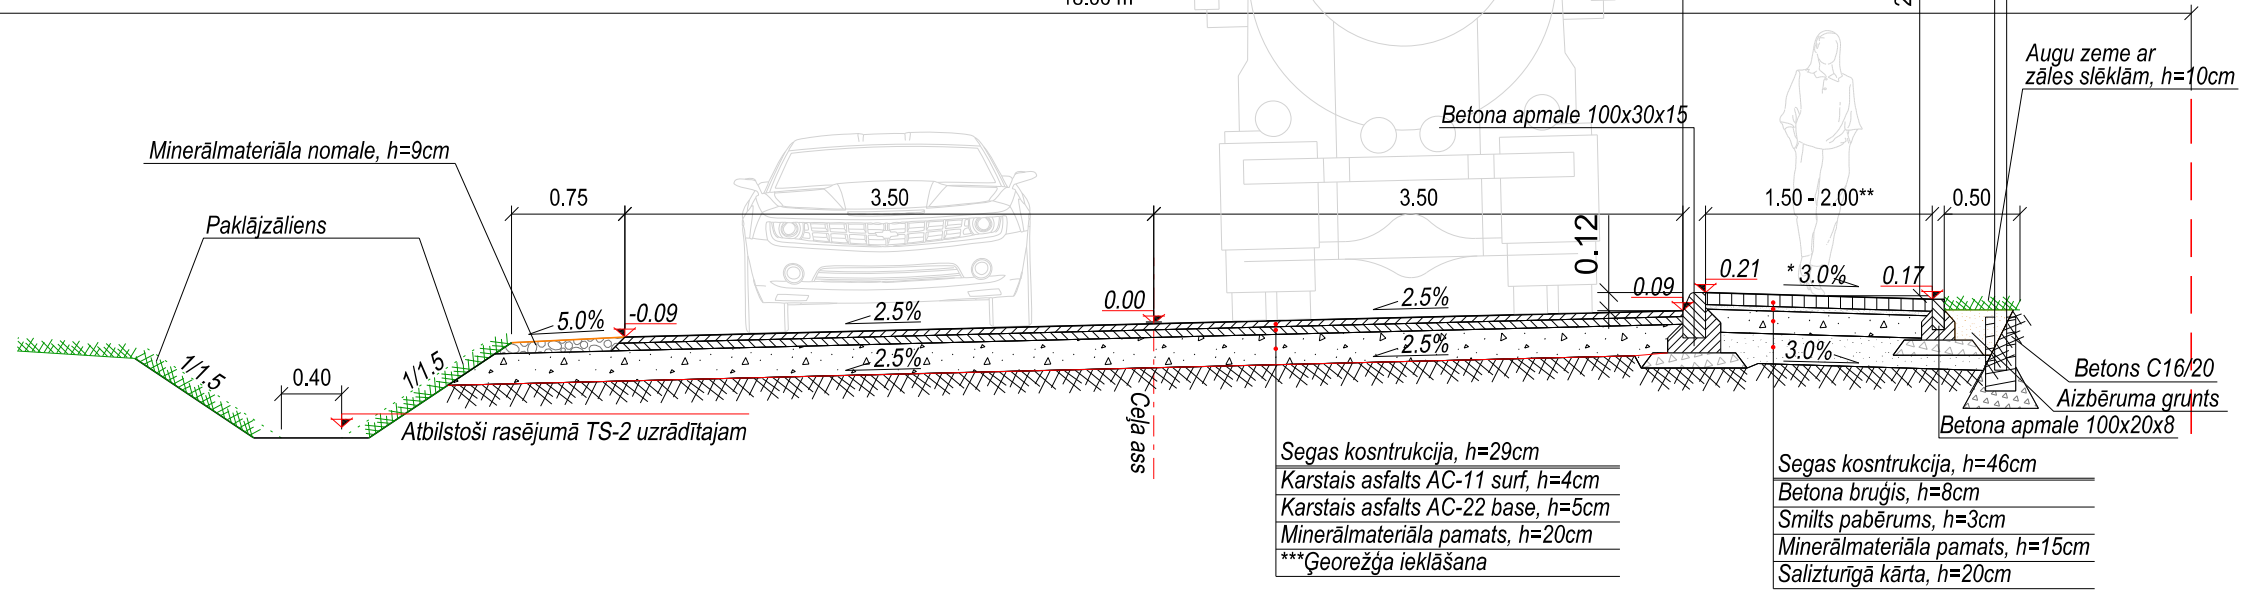 Augu zeme ar
zāles slēklām, h=10cm
Betona apmale 100x30x15
Minerālmateriāla nomale, h=9cm
0.75
3.50
3.50
1.50 - 2.00**
0.50
Paklājzāliens
0.12
0.09
0.21
* 3.0%
0.17
5.0%
-0.09
2.5%
0.00
2.5%
2.5%
2.5%
3.0%
1/1.5
0.40
1/1.5
Betons C16/20
Aizbēruma grunts
Betona apmale 100x20x8
Atbilstoši rasējumā TS-2 uzrādītajam
Ceļa ass
Segas kosntrukcija, h=29cm
Karstais asfalts AC-11 surf, h=4cm
Karstais asfalts AC-22 base, h=5cm
Minerālmateriāla pamats, h=20cm
***Ģeorežģa ieklāšana
Segas kosntrukcija, h=46cm
Betona bruģis, h=8cm
Smilts pabērums, h=3cm
Minerālmateriāla pamats, h=15cm
Salizturīgā kārta, h=20cm